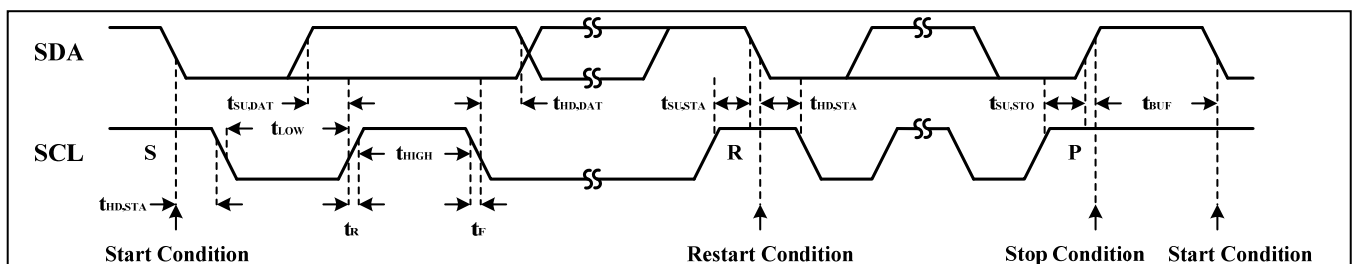 SDA
tSU,DAT
tHD,DAT
tSU,STA
tHD,STA
tSU,STO
tBUF
tLOW
SCL
S
tHIGH
R
P
tHD,STA
tR
tF
Start Condition
Restart Condition
Stop Condition
Start Condition